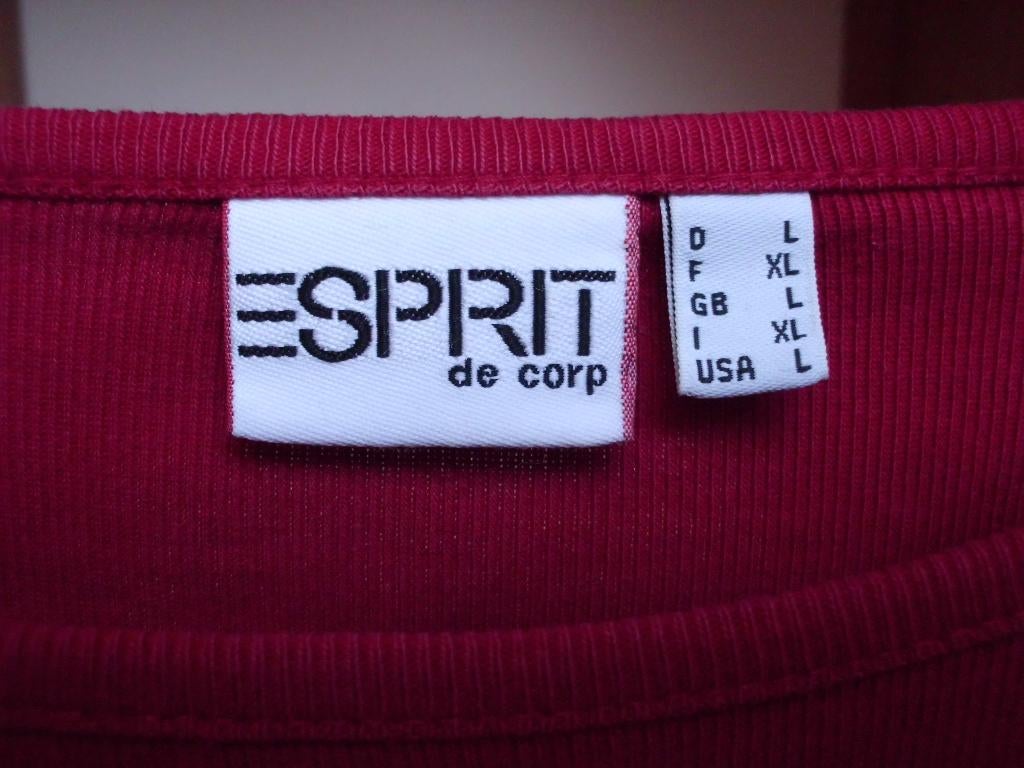 ESPRIT
de corp
D L
F XL
GB L
I XL
USA L